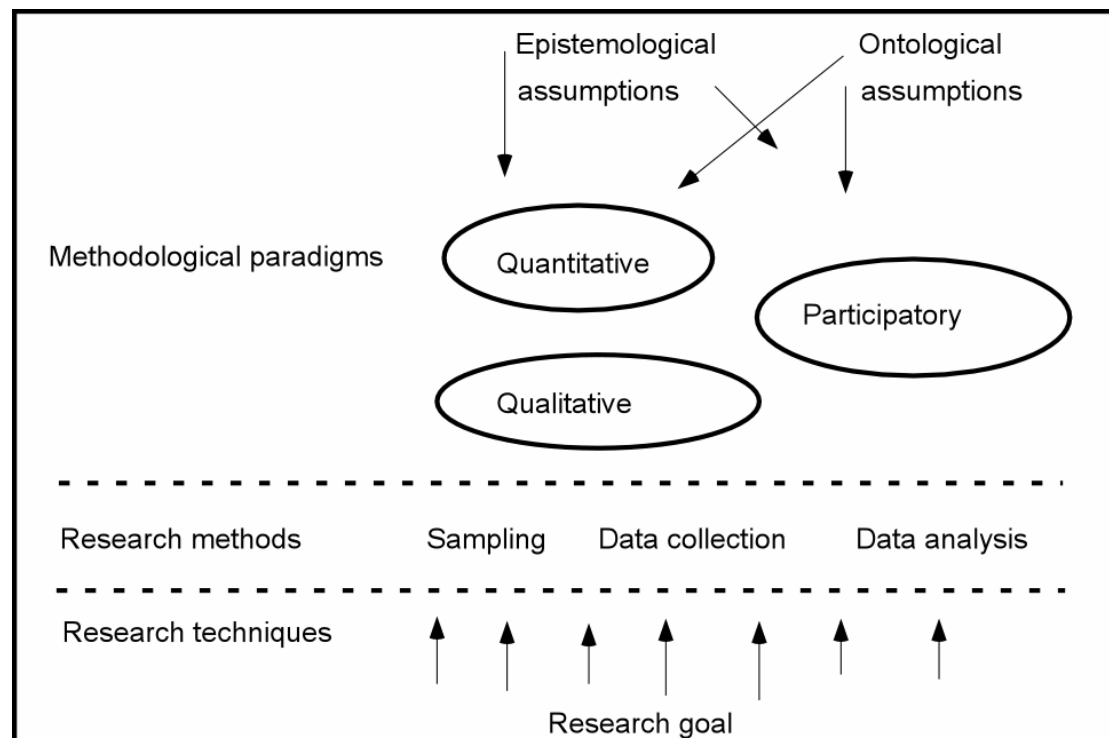 Epistemological assumptions
Ontological assumptions
Methodological paradigms
Quantitative
Participatory
Qualitative
Research methods Sampling Data collection Data analysis
Research techniques
Research goal